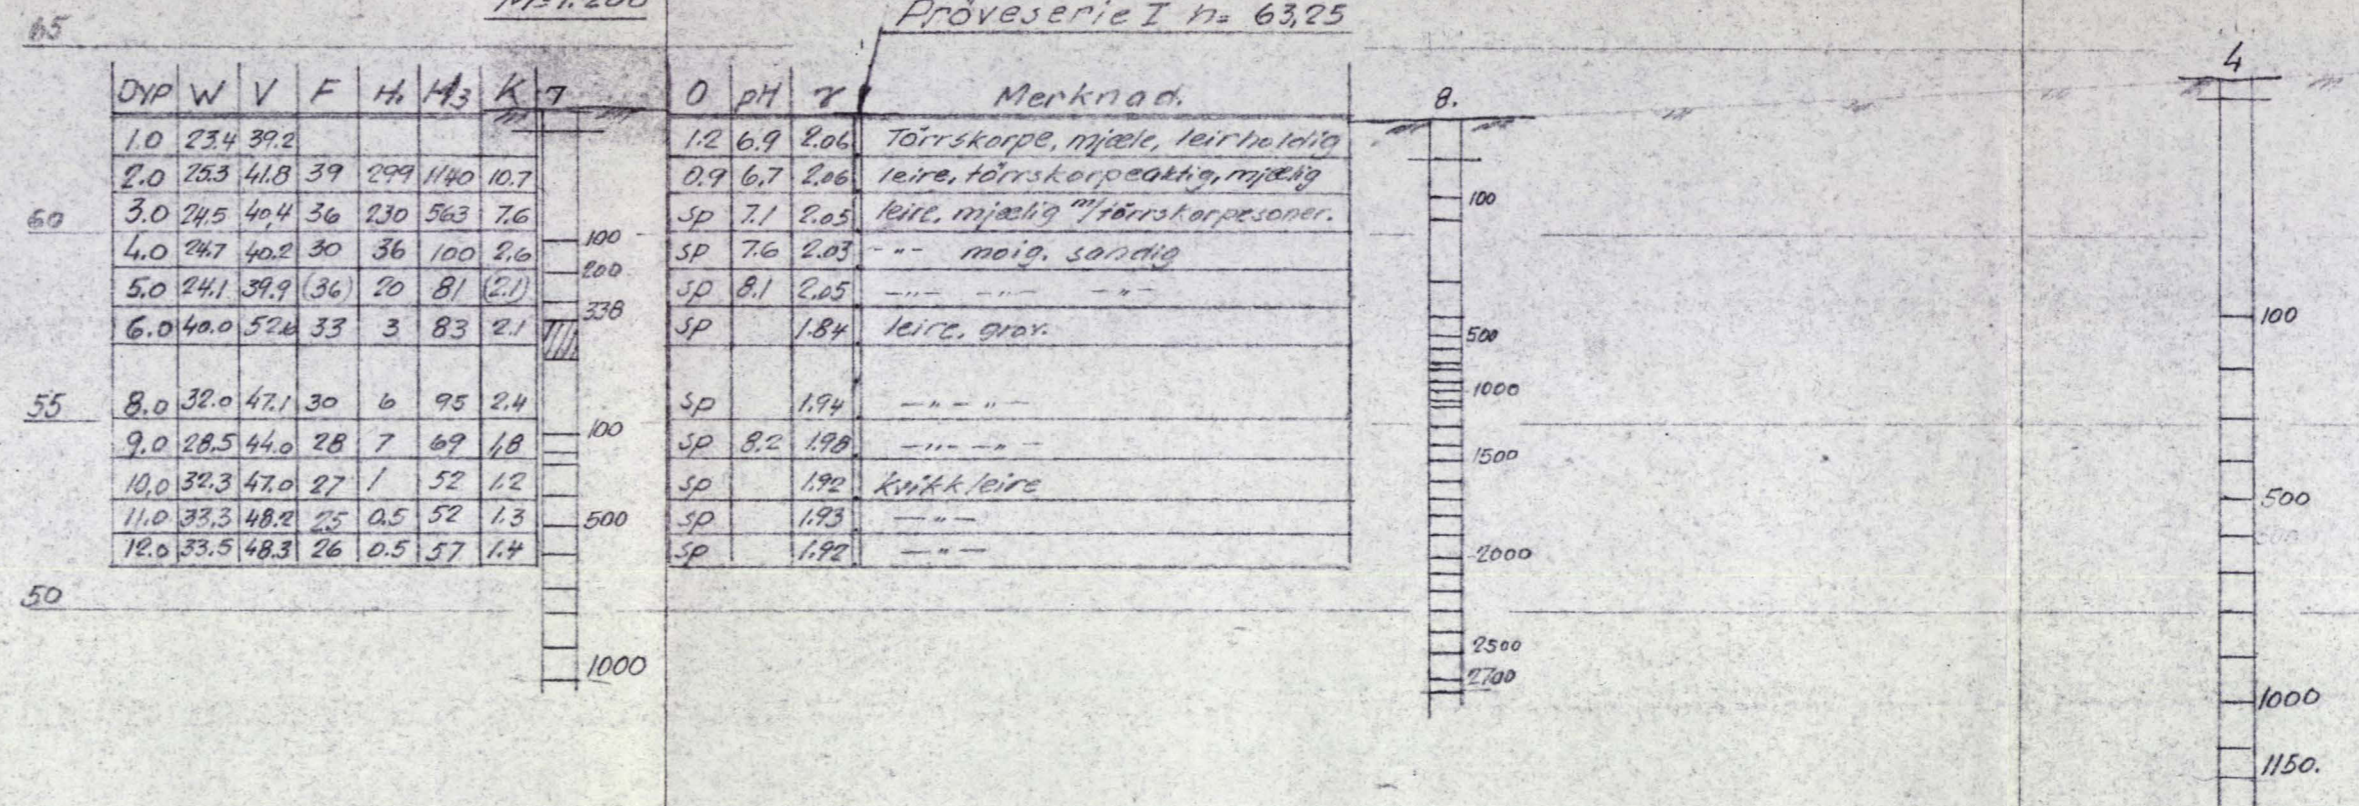 M=1:200
Pröveserie I h= 63,25
65
4
DYP W V F H₁ H₃ K 7 O pH γ Merknad. 8.
1.0 23.4 39.2 1.2 6.9 2.06 Törrskorpe, mjæle, leirholdig
2.0 25.3 41.8 39 299 1140 10.7 0.9 6.7 2.06 leire, törrskorpeaktig, mjælig
100
60 3.0 24.5 40,4 36 230 563 7.6 sp 7.1 2.05 leire, mjælig m/törrskorpesoner.
100
4.0 24.7 40.2 30 36 100 2.6 sp 7.6 2.03 -"- moig, sandig
200
5.0 24.1 39.9 (36) 20 81 (2.1) sp 8.1 2.05 -"- -"- -"-
338 100
6.0 40.0 52.6 33 3 83 2.1 sp 1.84 leire, grov.
500
1000
55 8.0 32.0 47.1 30 6 95 2.4 sp 1.94 -"- -"-
100
9.0 28.5 44.0 28 7 69 1,8 sp 8.2 1.98 -"- -"-
1500
10,0 32.3 47.0 27 1 52 1.2 sp 1.92 kvikkleire
500
11.0 33.3 48.2 25 0.5 52 1.3 500 sp 1.93 -"-
12.0 33.5 48.3 26 0.5 57 1.4 sp 1.92 -"- 2000
50
2500
1000 2700
1000
1150.